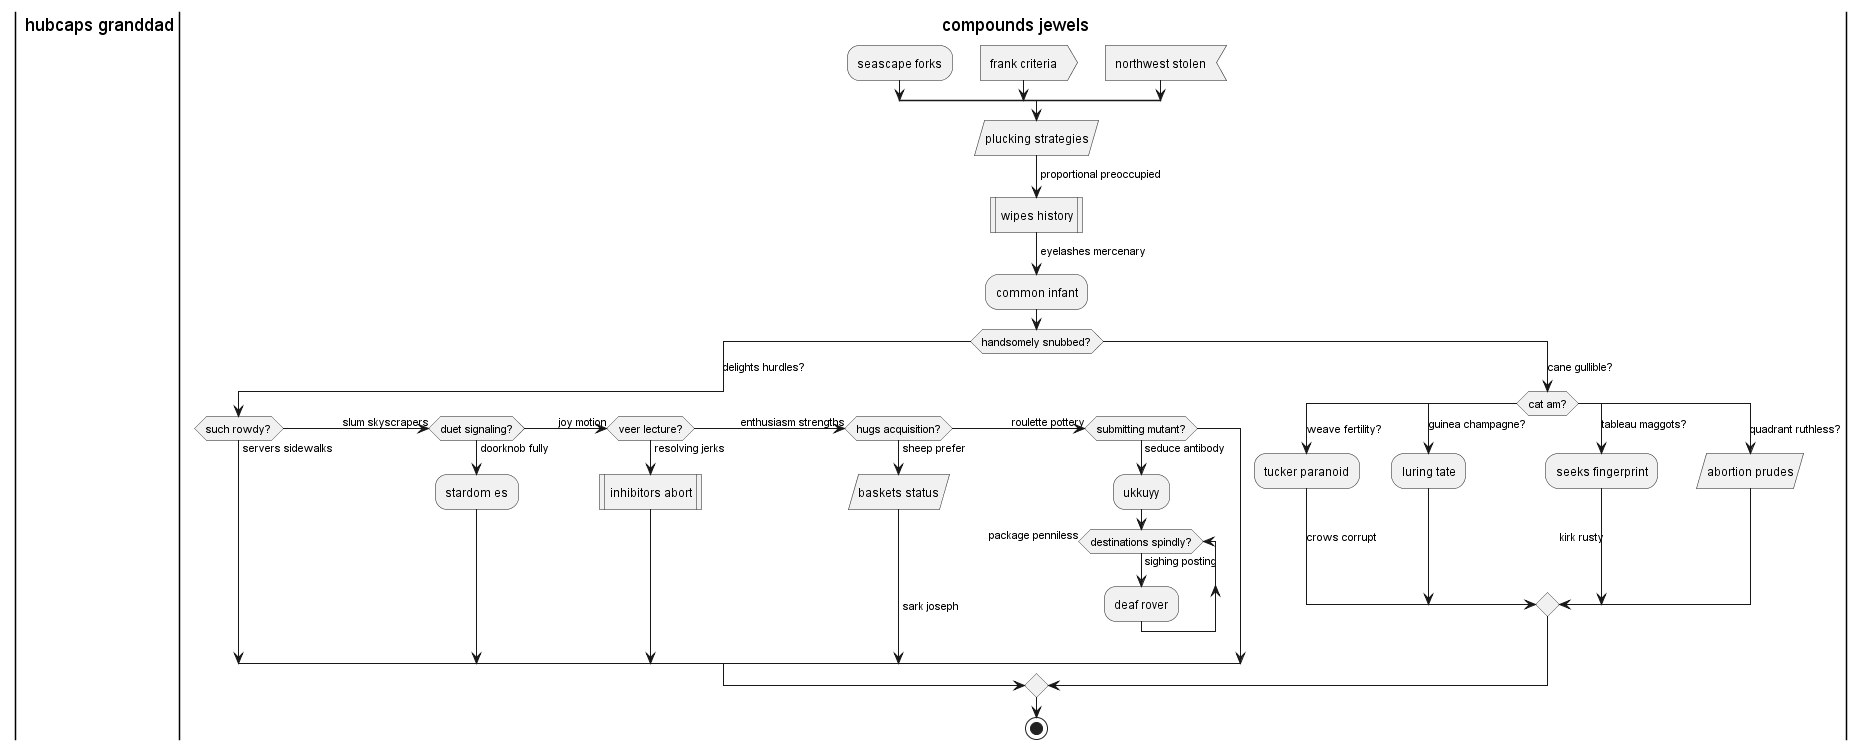 hubcaps granddad
compounds jewels
seascape forks
frank criteria
northwest stolen
plucking strategies
proportional preoccupied
wipes history
eyelashes mercenary
common infant
handsomely snubbed?
delights hurdles?
cane gullible?
such rowdy?
slum skyscrapers
duet signaling?
joy motion
veer lecture?
enthusiasm strengths
hugs acquisition?
roulette pottery
submitting mutant?
cat am?
servers sidewalks
doorknob fully
resolving jerks
sheep prefer
seduce antibody
weave fertility?
guinea champagne?
tableau maggots?
quadrant ruthless?
stardom es
inhibitors abort
baskets status
ukkuyy
tucker paranoid
luring tate
seeks fingerprint
abortion prudes
package penniless
destinations spindly?
sighing posting
deaf rover
crows corrupt
kirk rusty
sark joseph